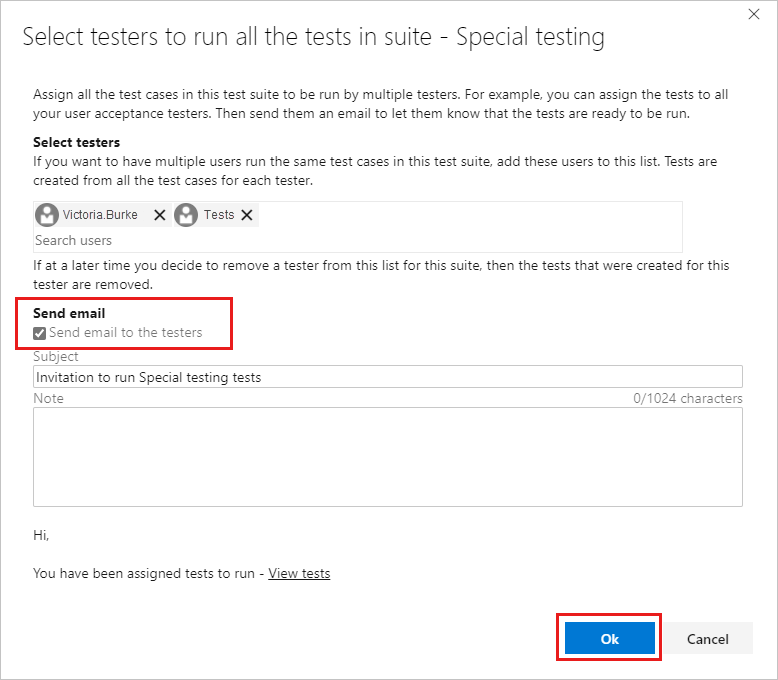 Select testers to run all the tests in suite - Special testing
Assign all the test cases in this test suite to be run by multiple testers. For example, you can assign the tests to all
your user acceptance testers. Then send them an email to let them know that the tests are ready to be run.
Select testers
If you want to have multiple users run the same test cases in this test suite, add these users to this list. Tests are
created from all the test cases for each tester.
Victoria.Burke Tests
Search users
If at a later time you decide to remove a tester from this list for this suite, then the tests that were created for this
tester are removed.
Send email
Send email to the testers
Subject
Invitation to run Special testing tests
Note 0/1024 characters
Hi,
You have been assigned tests to run - View tests
Ok Cancel